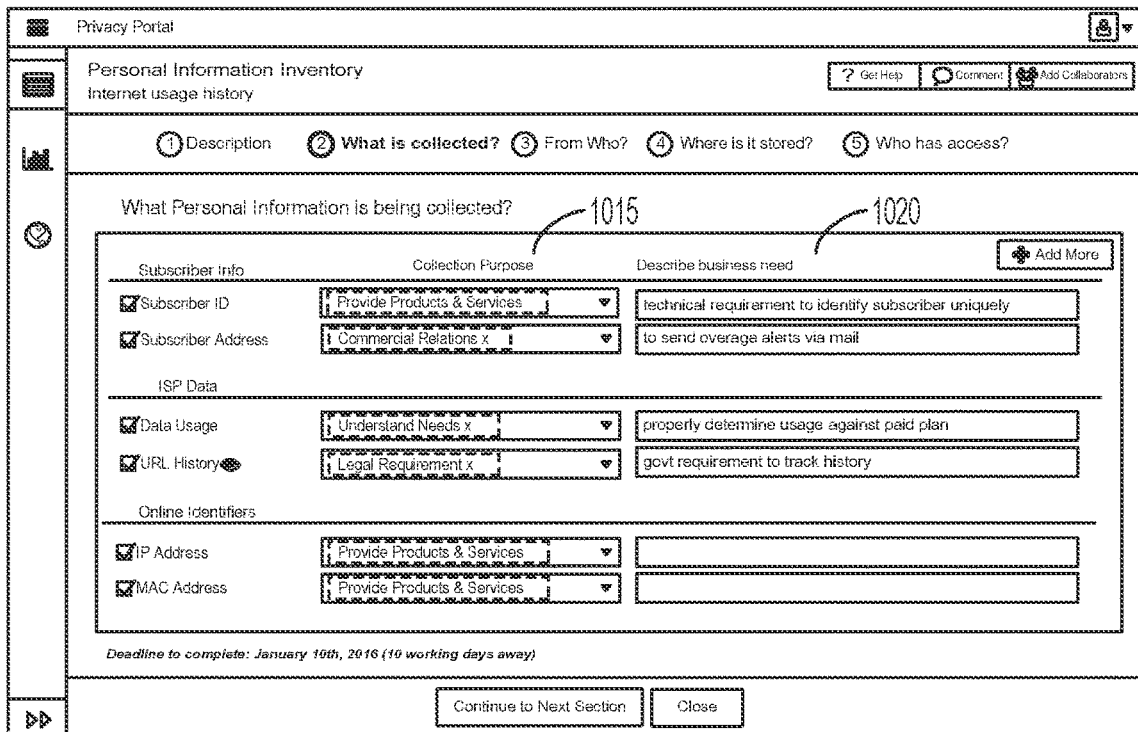 Privacy Portal
Personal Information Inventory
Internet usage history
? Get Help Comment Add Collaborators
1 Description 2 What is collected? 3 From Who? 4 Where is it stored? 5 Who has access?
What Personal Information is being collected? 1015 1020
Add More
Subscriber Info Collection Purpose Describe business need
Subscriber ID Provide Products & Services technical requirement to identify subscriber uniquely
Subscriber Address Commercial Relations x to send overage alerts via mail
ISP Data
Data Usage Understand Needs x properly determine usage against paid plan
URL History Legal Requirement x govt requirement to track history
Online Identifiers
IP Address Provide Products & Services
MAC Address Provide Products & Services
Deadline to complete: January 10th, 2016 (10 working days away)
Continue to Next Section Close